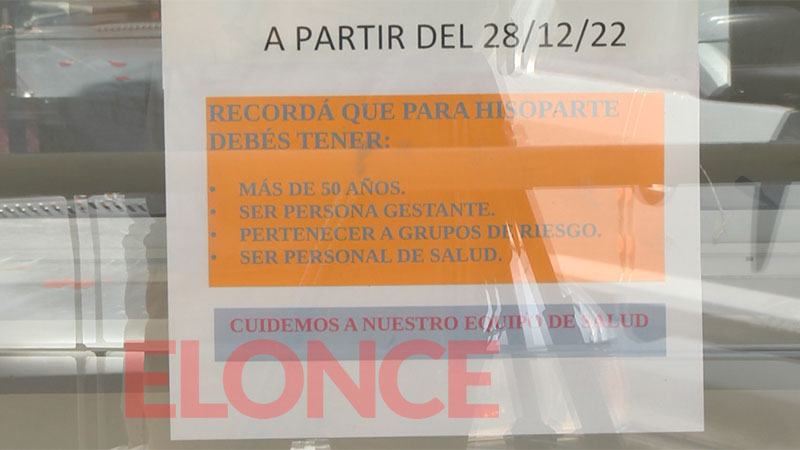 A PARTIR DEL 28/12/22
RECORDÁ QUE PARA HISOPARTE
DEBÉS TENER:
• MÁS DE 50 AÑOS.
• SER PERSONA GESTANTE.
• PERTENECER A GRUPOS DE RIESGO.
• SER PERSONAL DE SALUD.
CUIDEMOS A NUESTRO EQUIPO DE SALUD
ELONCE